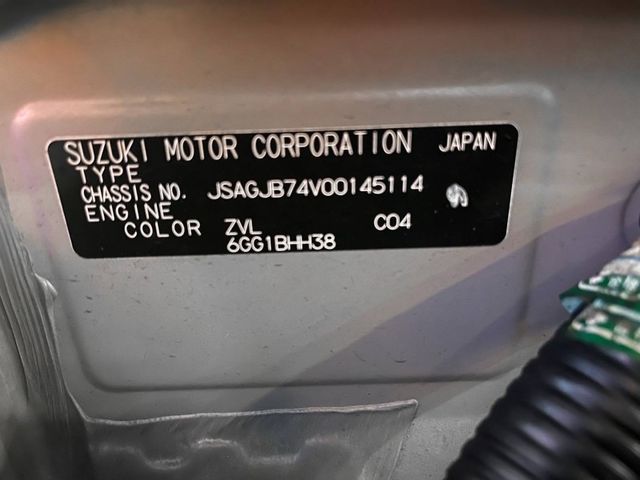 SUZUKI MOTOR CORPORATION JAPAN
TYPE
CHASSIS NO. JSAGJB74V00145114
ENGINE
COLOR ZVL C04
6GG1BHH38